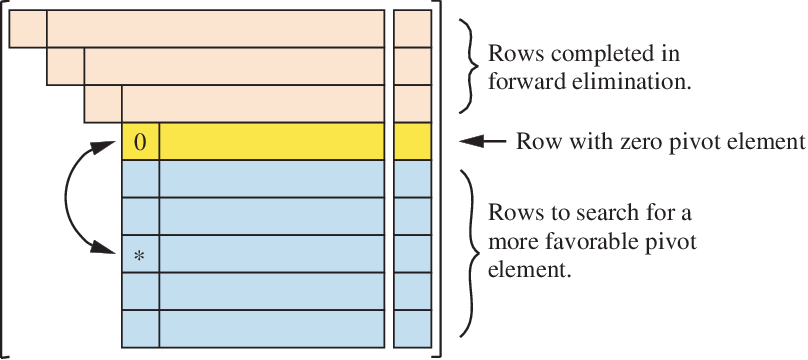 Rows completed in
forward elimination.
0
Row with zero pivot element
Rows to search for a
more favorable pivot
element.
*